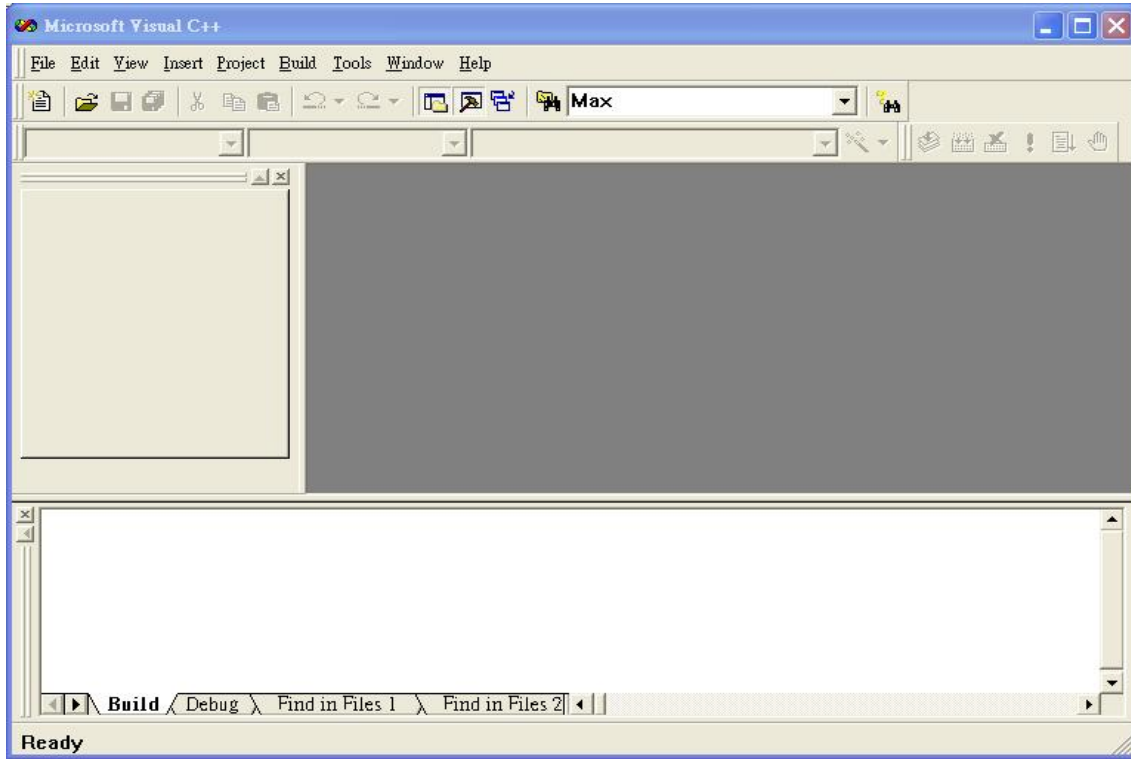 Microsoft Visual C++
File Edit View Insert Project Build Tools Window Help
Max
Build Debug Find in Files 1 Find in Files 2
Ready